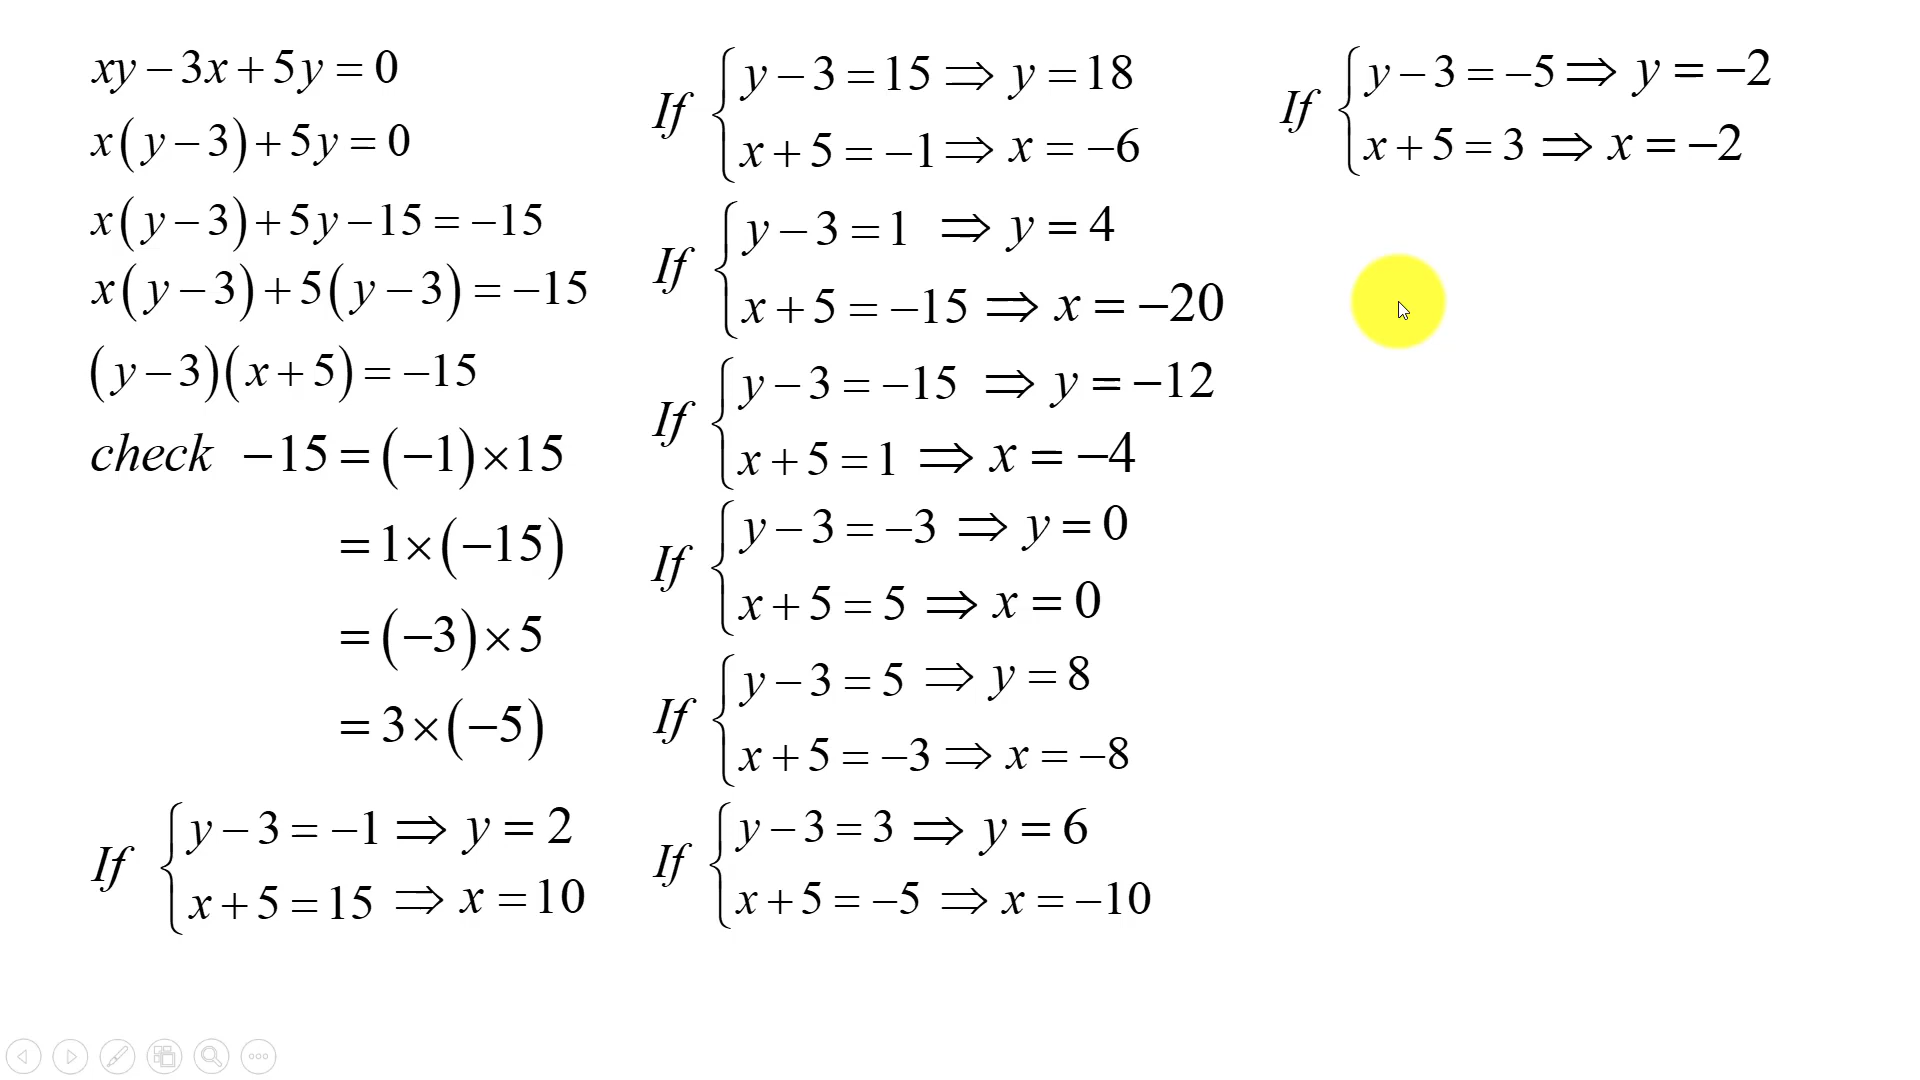 xy − 3x + 5y = 0
x(y − 3) + 5y = 0
x(y − 3) + 5y − 15 = −15
x(y − 3) + 5(y − 3) = −15
(y − 3)(x + 5) = −15
check −15 = (−1) × 15
= 1 × (−15)
= (−3) × 5
= 3 × (−5)
If { y − 3 = −1 ⇒ y = 2
x + 5 = 15 ⇒ x = 10
If { y − 3 = 15 ⇒ y = 18
x + 5 = −1 ⇒ x = −6
If { y − 3 = 1 ⇒ y = 4
x + 5 = −15 ⇒ x = −20
If { y − 3 = −15 ⇒ y = −12
x + 5 = 1 ⇒ x = −4
If { y − 3 = −3 ⇒ y = 0
x + 5 = 5 ⇒ x = 0
If { y − 3 = 5 ⇒ y = 8
x + 5 = −3 ⇒ x = −8
If { y − 3 = 3 ⇒ y = 6
x + 5 = −5 ⇒ x = −10
If { y − 3 = −5 ⇒ y = −2
x + 5 = 3 ⇒ x = −2